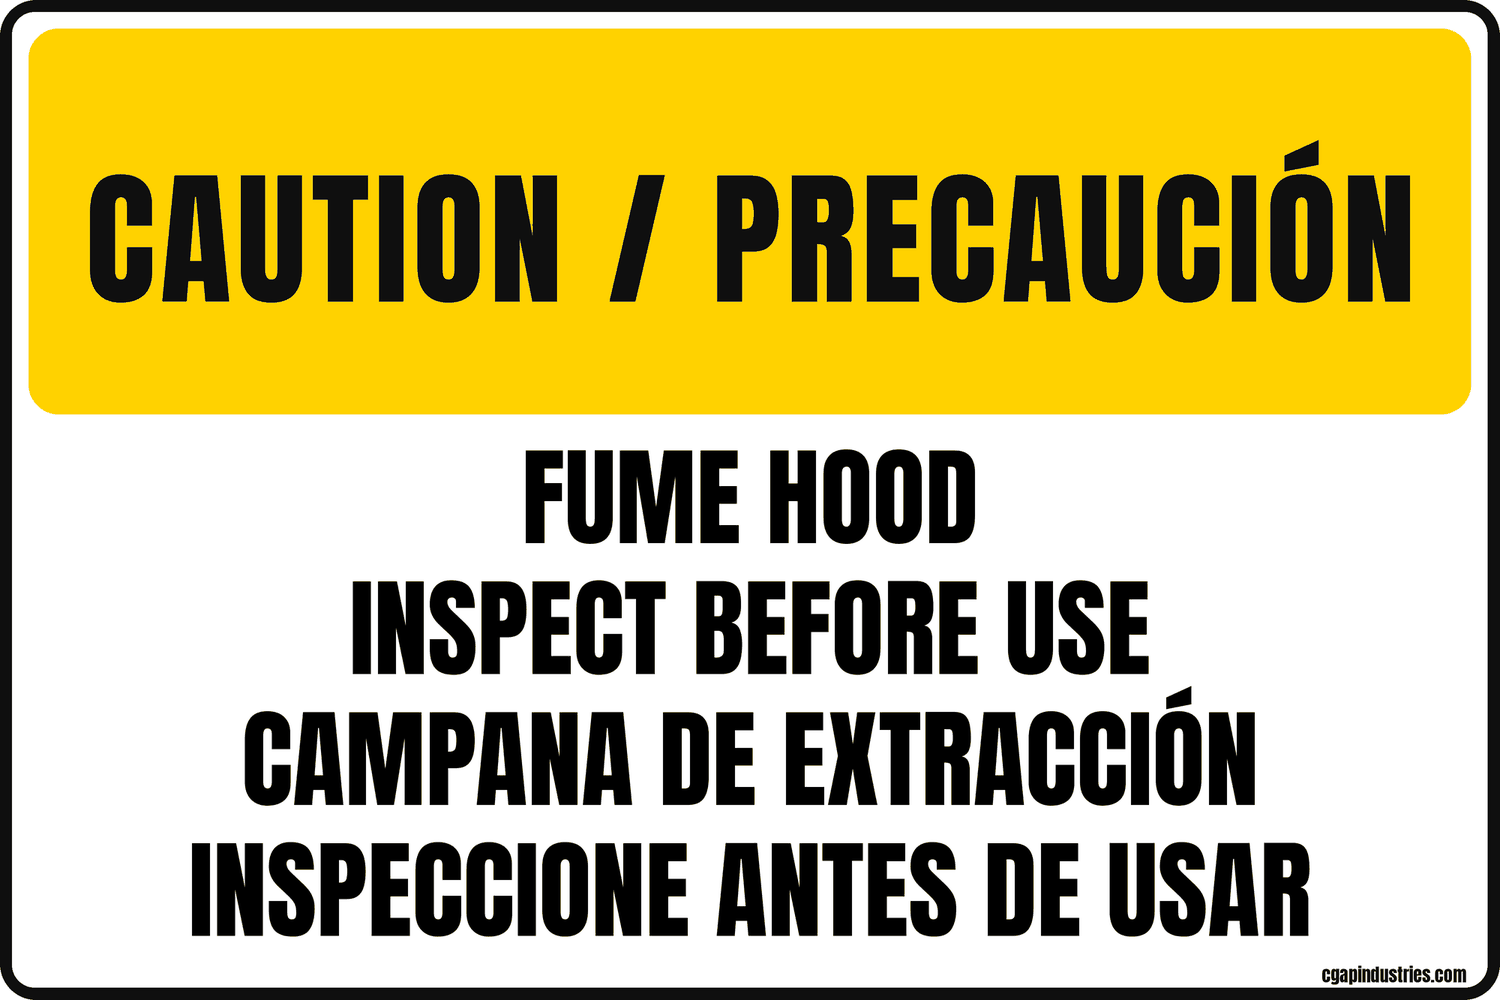 CAUTION / PRECAUCIÓN
FUME HOOD
INSPECT BEFORE USE
CAMPANA DE EXTRACCIÓN
INSPECCIONE ANTES DE USAR
cgapindustries.com